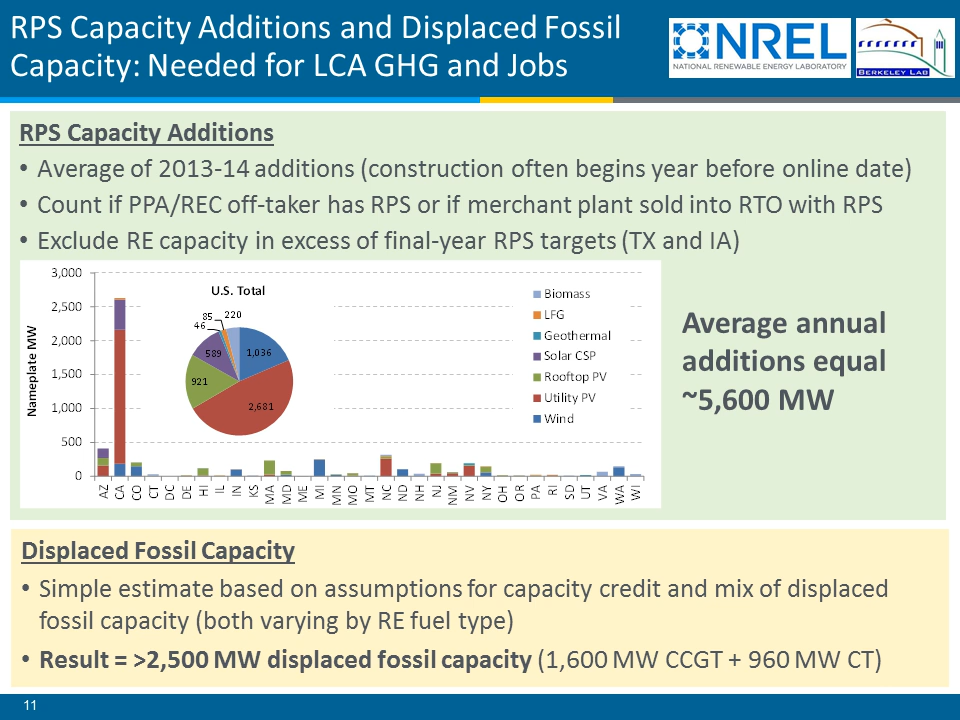 RPS Capacity Additions and Displaced Fossil
Capacity: Needed for LCA GHG and Jobs
NREL
NATIONAL RENEWABLE ENERGY LABORATORY
BERKELEY LAB
RPS Capacity Additions
• Average of 2013-14 additions (construction often begins year before online date)
• Count if PPA/REC off-taker has RPS or if merchant plant sold into RTO with RPS
• Exclude RE capacity in excess of final-year RPS targets (TX and IA)
Nameplate MW
3,000
2,500
2,000
1,500
1,000
500
0
U.S. Total
220
85
46
589
1,036
921
2,681
Biomass
LFG
Geothermal
Solar CSP
Rooftop PV
Utility PV
Wind
AZ CA CO CT DC DE HI IL IN KS MA MD ME MI MN MO MT NC ND NH NJ NM NV NY OH OR PA RI SD UT VA WA WI
Average annual
additions equal
~5,600 MW
Displaced Fossil Capacity
• Simple estimate based on assumptions for capacity credit and mix of displaced
fossil capacity (both varying by RE fuel type)
• Result = >2,500 MW displaced fossil capacity (1,600 MW CCGT + 960 MW CT)
11